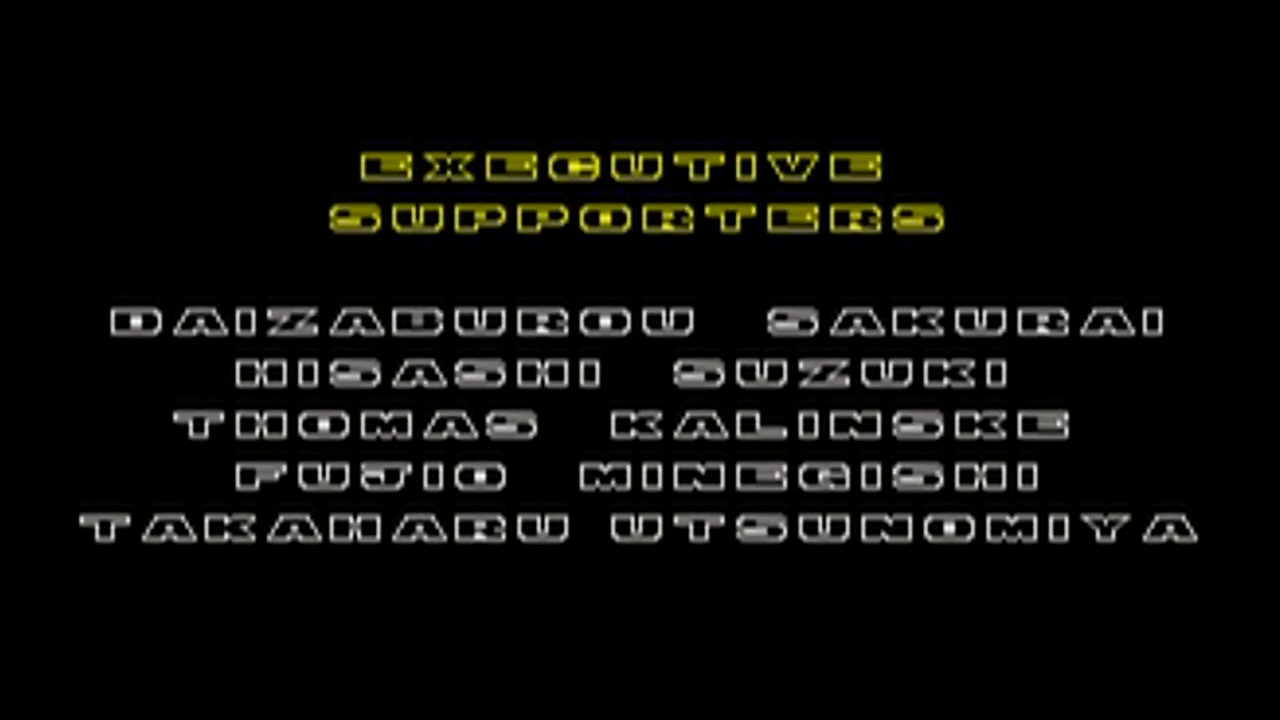 EXECUTIVE
SUPPORTERS
DAIZABUROU SAKURAI
HISASHI SUZUKI
THOMAS KALINSKE
FUJIO MINEGISHI
TAKAHARU UTSUNOMIYA